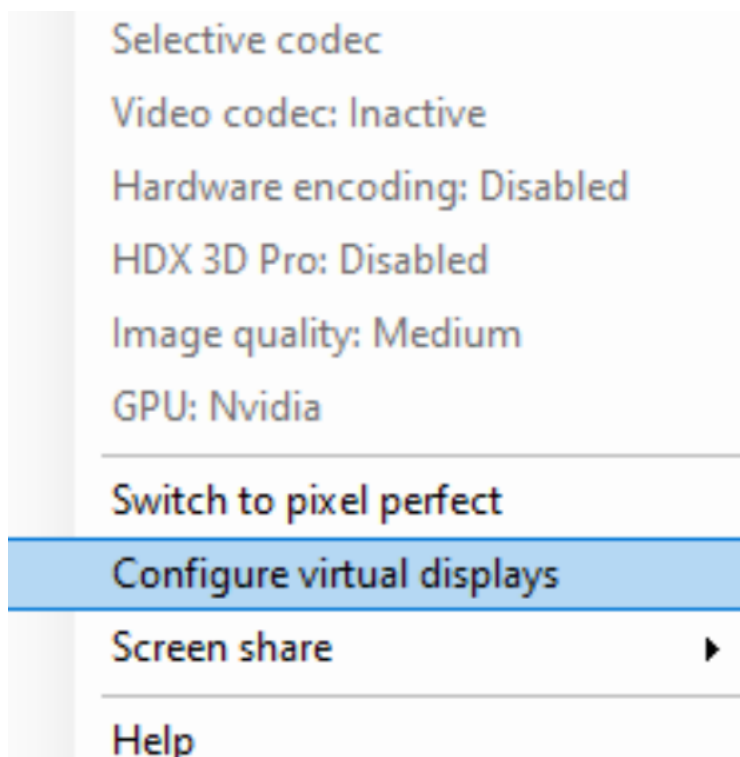 Selective codec
Video codec: Inactive
Hardware encoding: Disabled
HDX 3D Pro: Disabled
Image quality: Medium
GPU: Nvidia
Switch to pixel perfect
Configure virtual displays
Screen share
Help